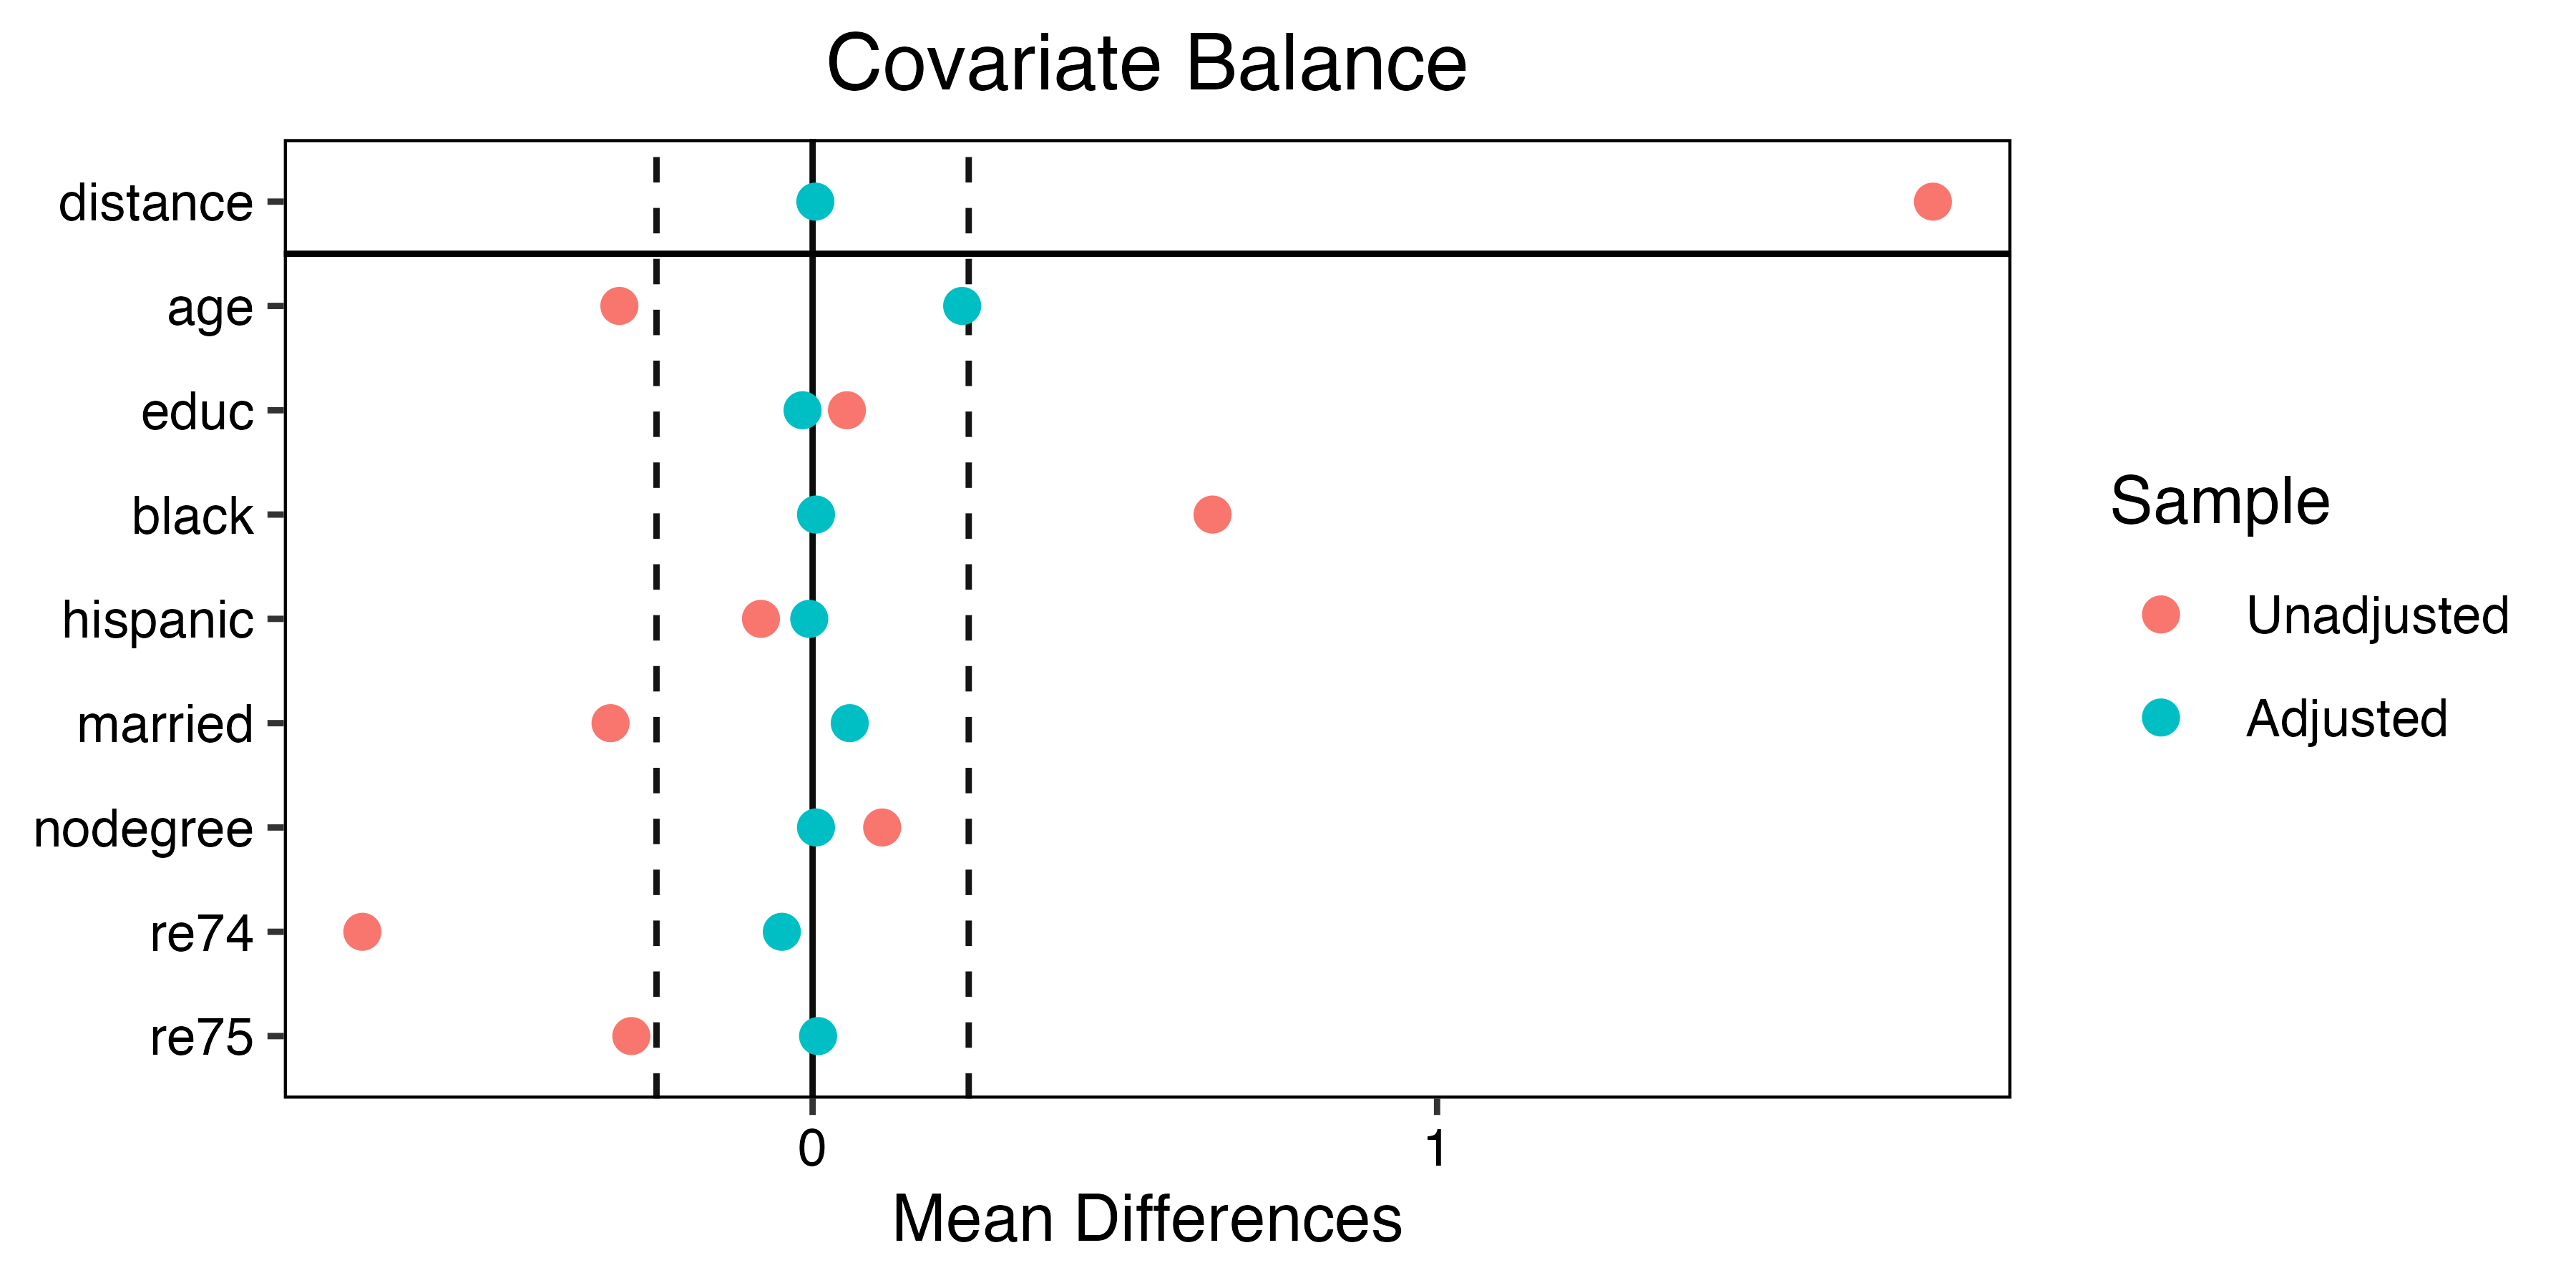 Covariate Balance
distance
age
educ
black
hispanic
married
nodegree
re74
re75
0 1
Mean Differences
Sample
Unadjusted
Adjusted